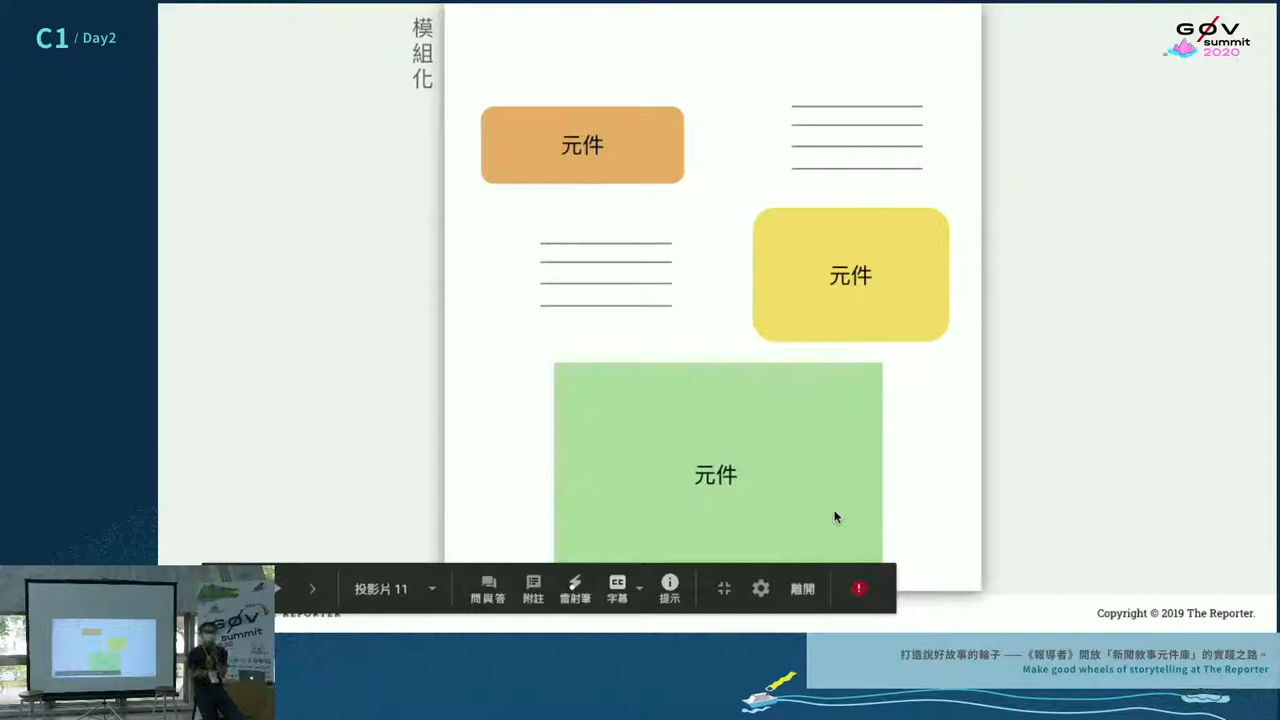 C1 / Day2
GØV
summit
2020
模組化
元件
元件
元件
投影片 11
問與答
附註
雷射筆
字幕
提示
離開
Copyright © 2019 The Reporter.
打造說好故事的輪子 ——《報導者》開放「新聞敘事元件庫」的實踐之路。
Make good wheels of storytelling at The Reporter
GØV
summit